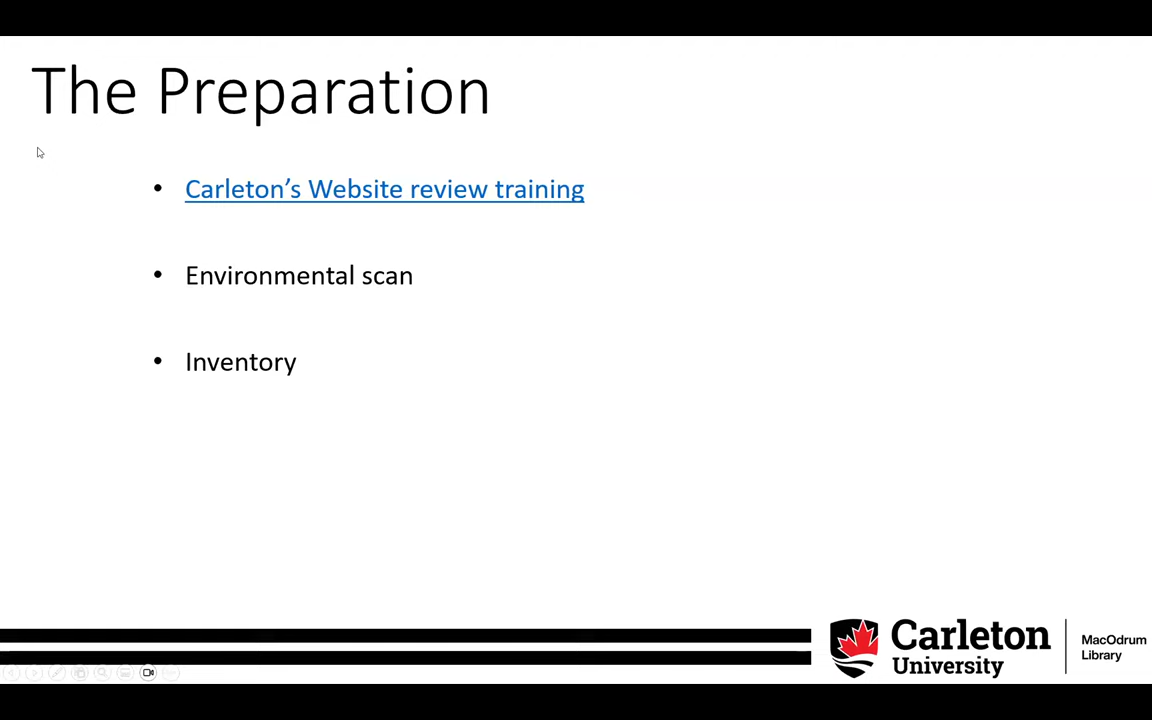 The Preparation
• Carleton’s Website review training
• Environmental scan
• Inventory
Carleton
University
MacOdrum
Library